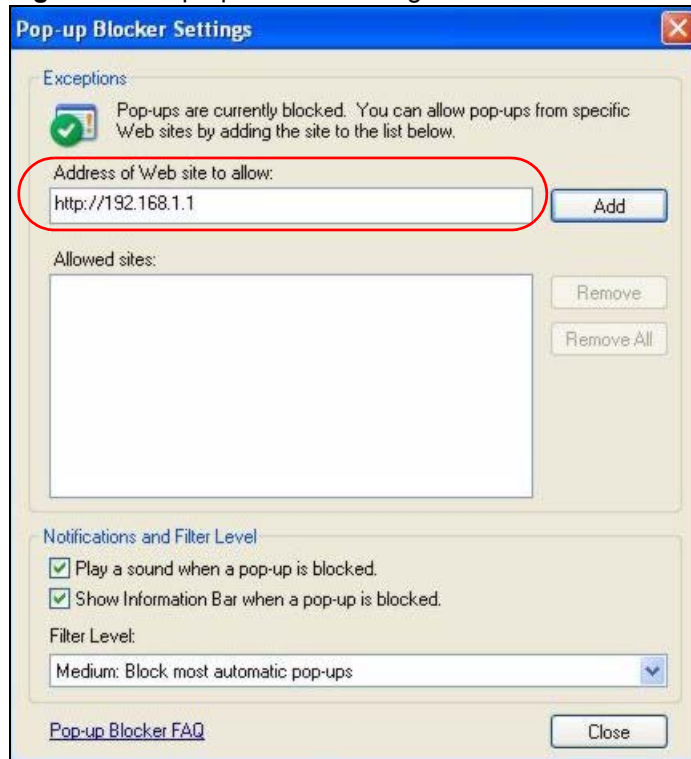 Pop-up Blocker Settings
Exceptions
Pop-ups are currently blocked. You can allow pop-ups from specific
Web sites by adding the site to the list below.
Address of Web site to allow:
http://192.168.1.1
Add
Allowed sites:
Remove
Remove All
Notifications and Filter Level
Play a sound when a pop-up is blocked.
Show Information Bar when a pop-up is blocked.
Filter Level:
Medium: Block most automatic pop-ups
Pop-up Blocker FAQ
Close